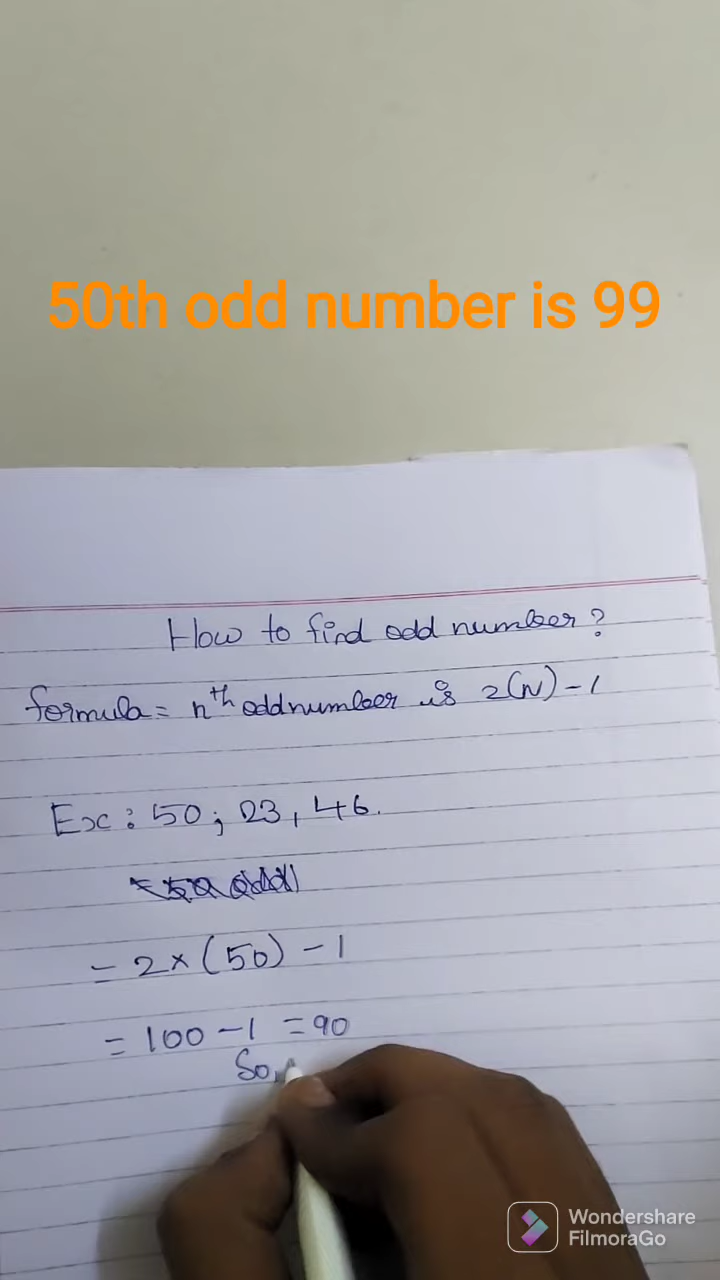 50th odd number is 99
How to find odd number?
formula = nth oddnumber is 2(N) - 1
Ex: 50; 23, 46.
= 2 × (50) - 1
= 100 - 1 = 90
So,
Wondershare
FilmoraGo